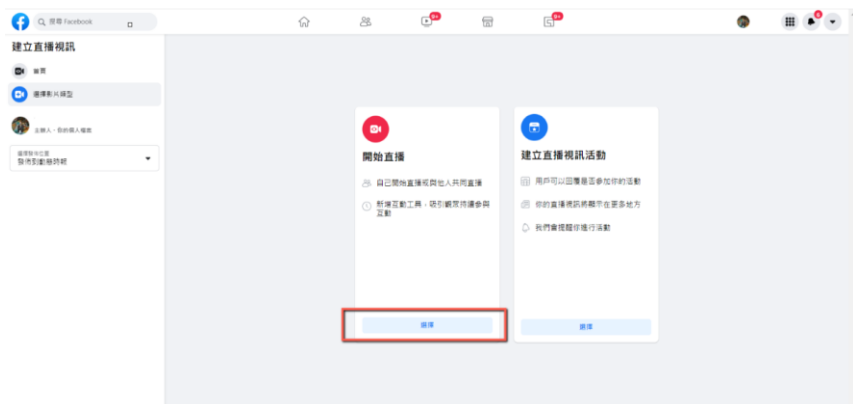 搜尋 Facebook
9+
9+
6
建立直播視訊
首頁
選擇影片類型
主辦人 · 你的個人檔案
選擇發佈位置
發佈到動態時報
開始直播
自己開始直播或與他人共同直播
新增互動工具，吸引觀眾持續參與
互動
選擇
建立直播視訊活動
用戶可以回覆是否參加你的活動
你的直播視訊將顯示在更多地方
我們會提醒你進行活動
選擇